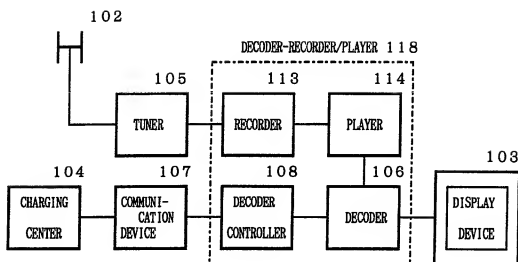 102
DECODER-RECORDER/PLAYER 118
105
113
114
TUNER
RECORDER
PLAYER
104
107
108
106
103
CHARGING
CENTER
COMMUNI-
CATION
DEVICE
DECODER
CONTROLLER
DECODER
DISPLAY
DEVICE